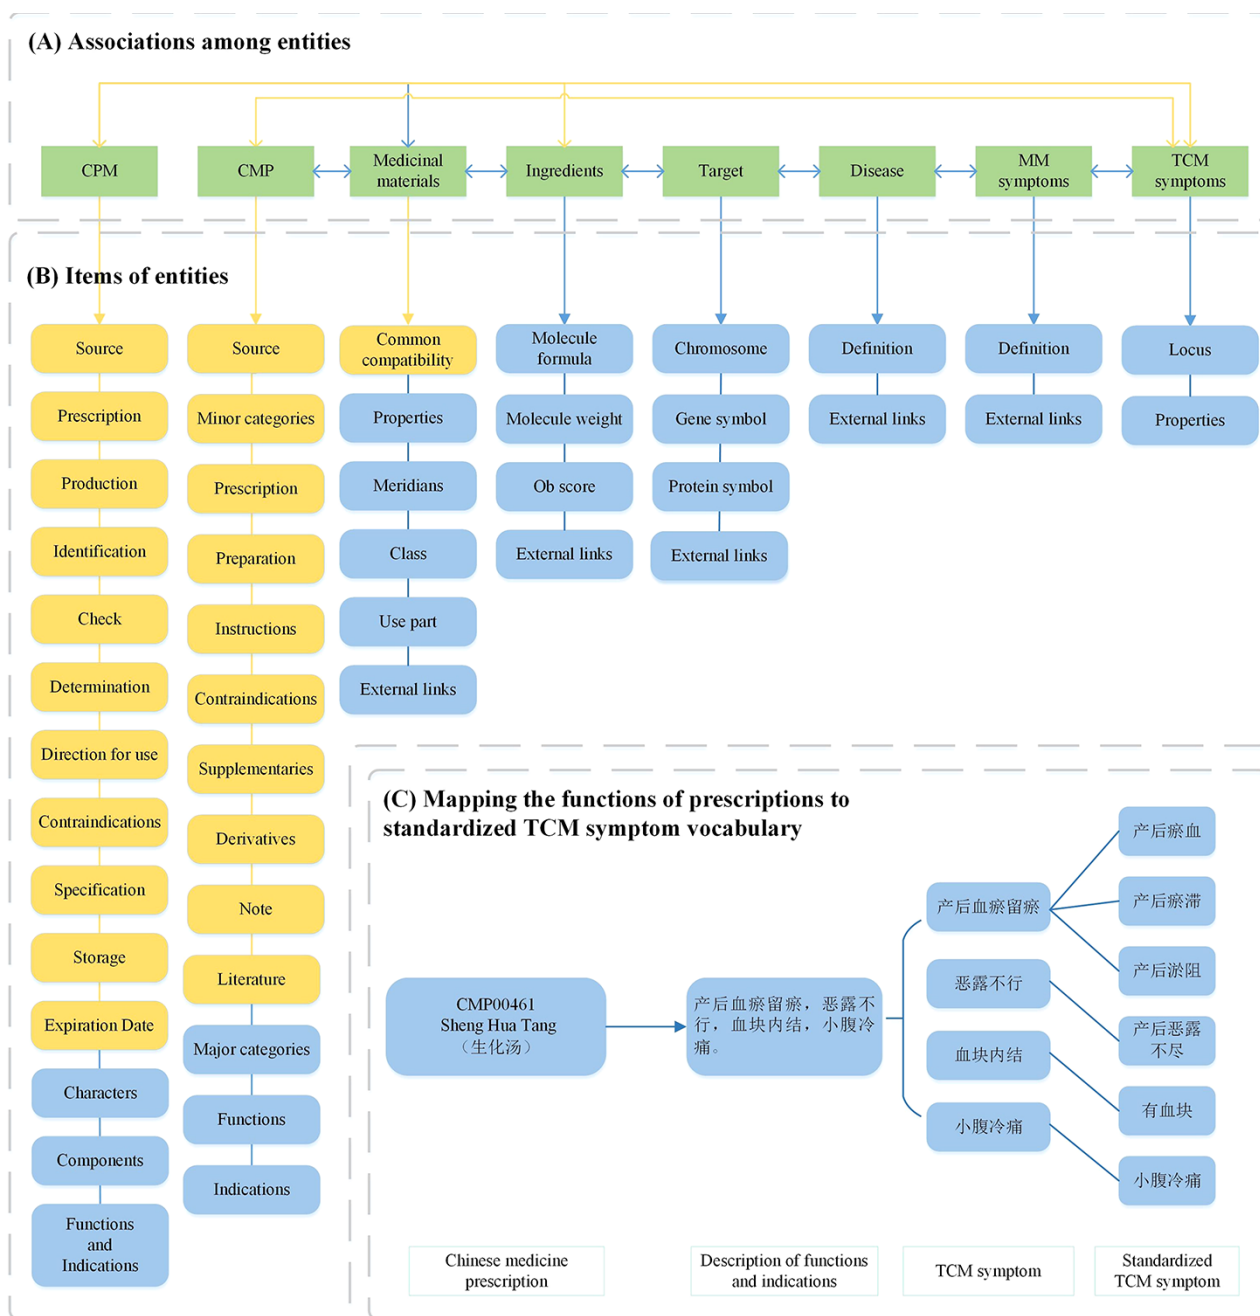 (A) Associations among entities
CPM
CMP
Medicinal
materials
Ingredients
Target
Disease
MM
symptoms
TCM
symptoms
(B) Items of entities
Source
Prescription
Production
Identification
Check
Determination
Direction for use
Contraindications
Specification
Storage
Expiration Date
Characters
Components
Functions
and
Indications
Source
Minor categories
Prescription
Preparation
Instructions
Contraindications
Supplementaries
Derivatives
Note
Literature
Major categories
Functions
Indications
Common
compatibility
Properties
Meridians
Class
Use part
External links
Molecule
formula
Molecule weight
Ob score
External links
Chromosome
Gene symbol
Protein symbol
External links
Definition
External links
Definition
External links
Locus
Properties
(C) Mapping the functions of prescriptions to
standardized TCM symptom vocabulary
CMP00461
Sheng Hua Tang
（生化汤）
产后血瘀留瘀，恶露不
行，血块内结，小腹冷
痛。
产后血瘀留瘀
恶露不行
血块内结
小腹冷痛
产后瘀血
产后瘀滞
产后淤阻
产后恶露
不尽
有血块
小腹冷痛
Chinese medicine
prescription
Description of functions
and indications
TCM symptom
Standardized
TCM symptom